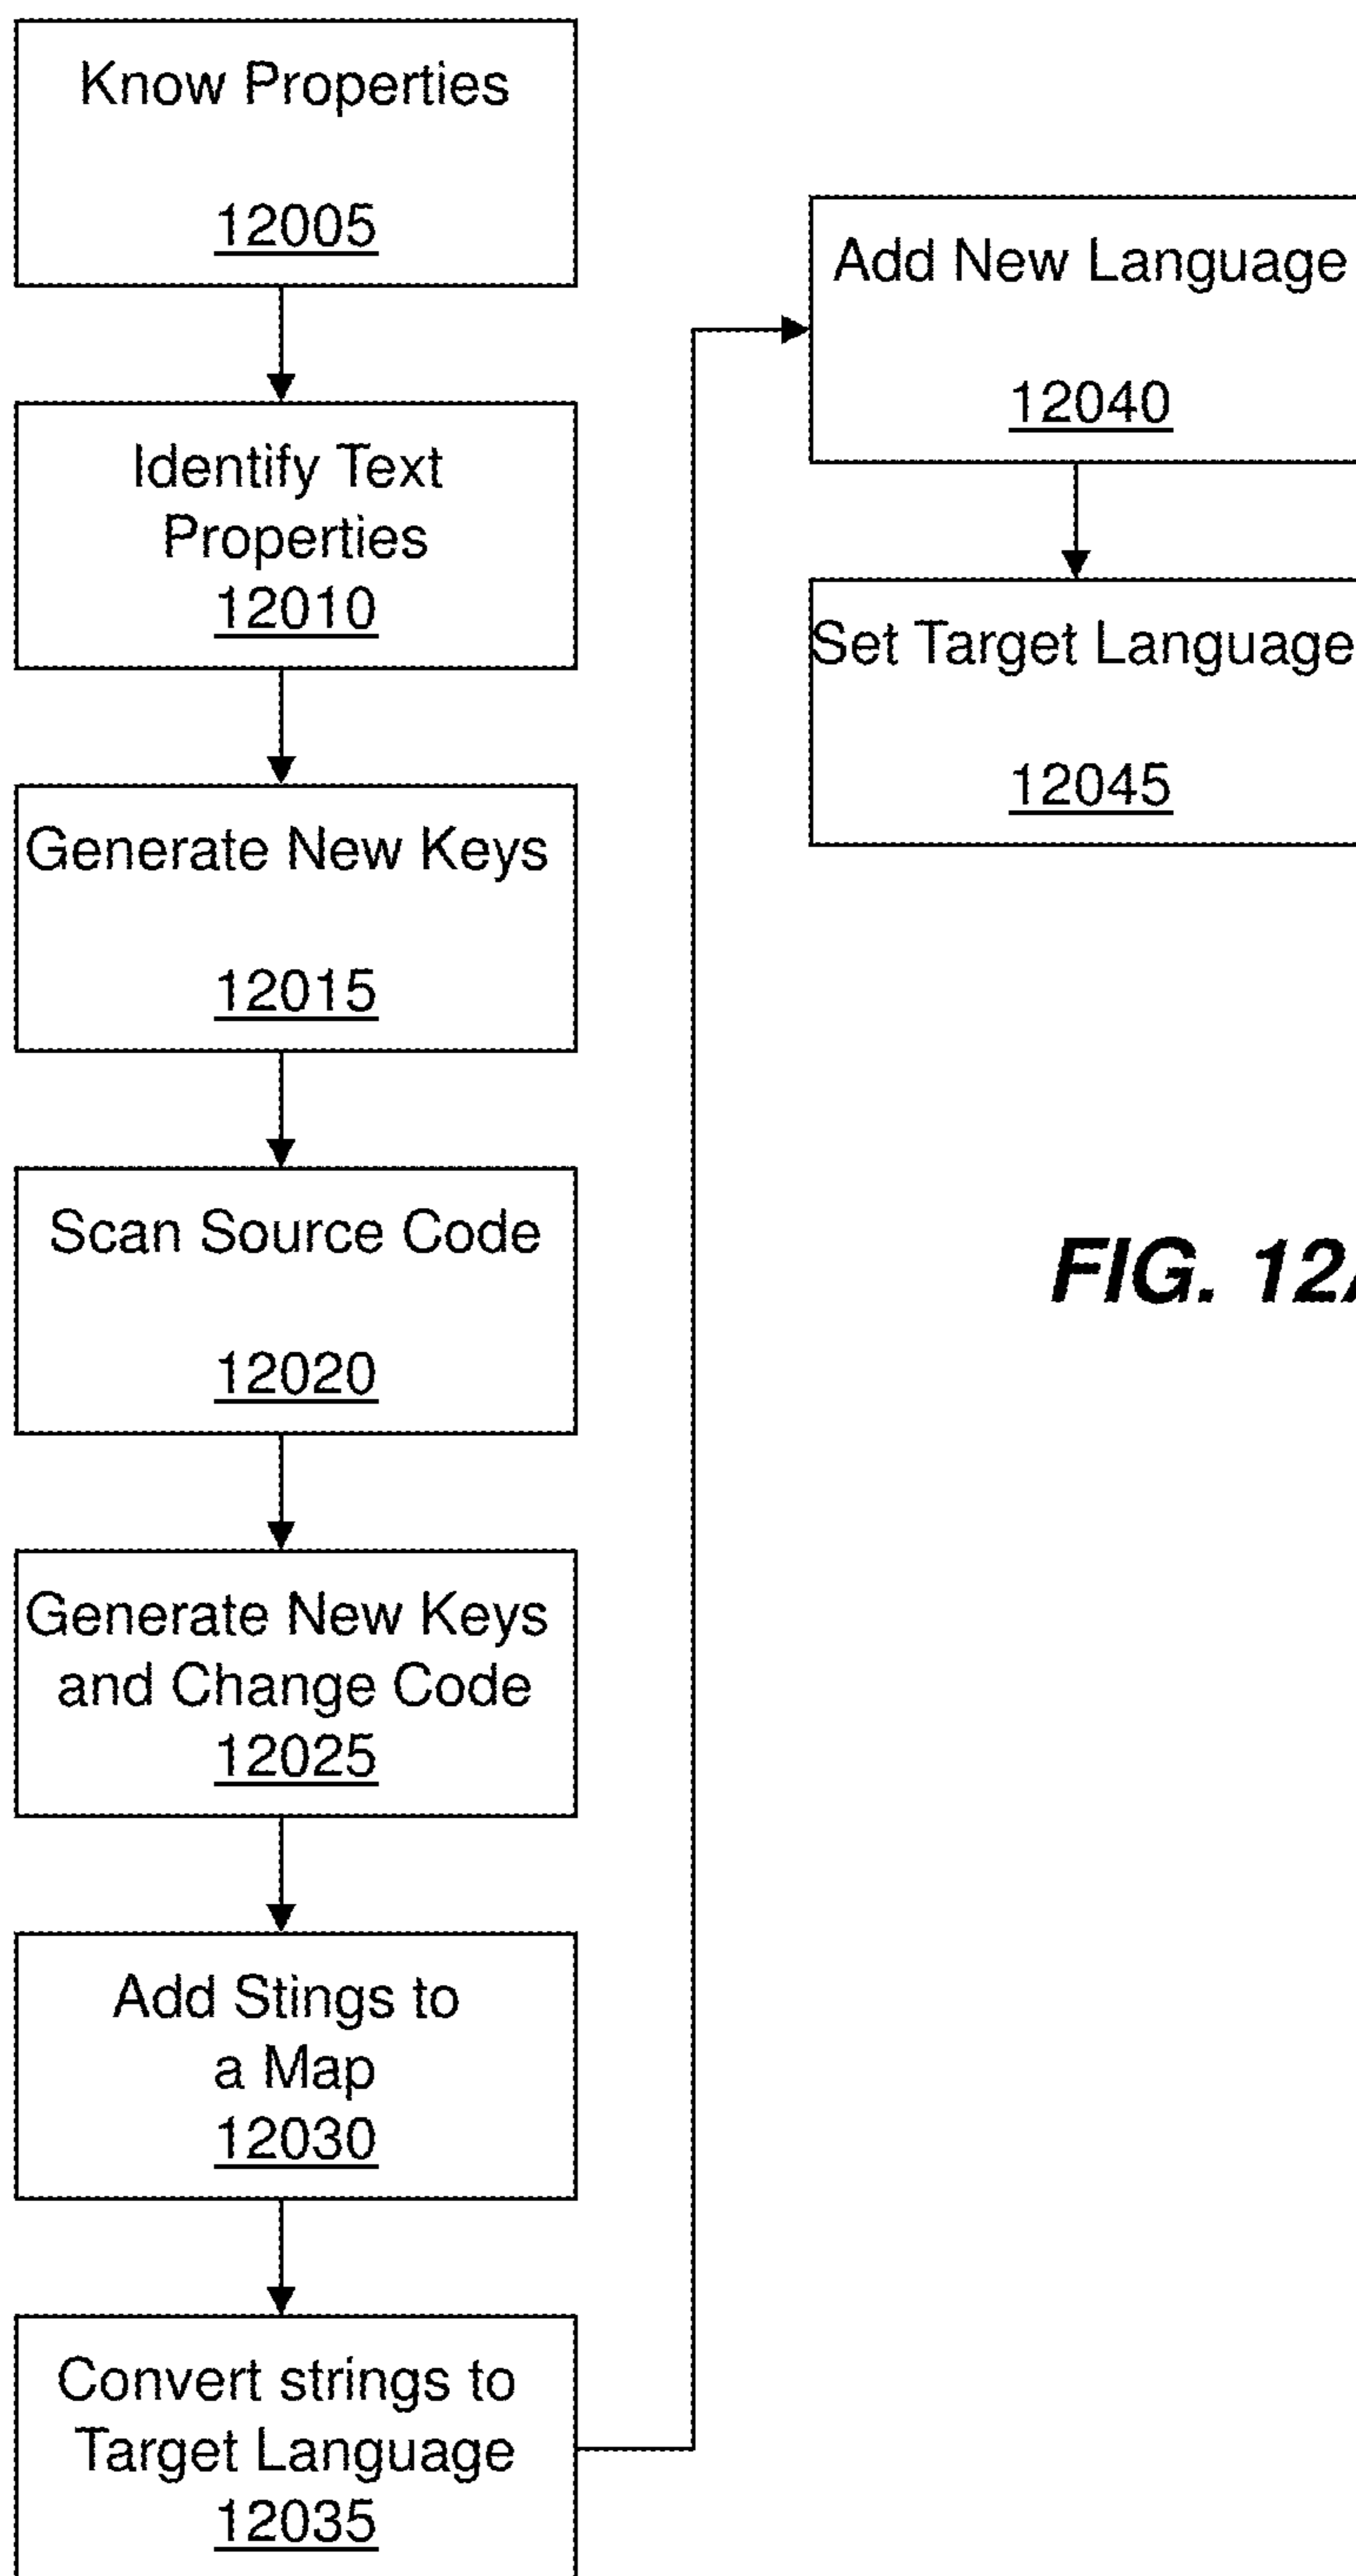 Know Properties
12005
Identify Text
Properties
12010
Generate New Keys
12015
Scan Source Code
12020
Generate New Keys
and Change Code
12025
Add Stings to
a Map
12030
Convert strings to
Target Language
12035
Add New Language
12040
Set Target Language
12045
FIG. 12A